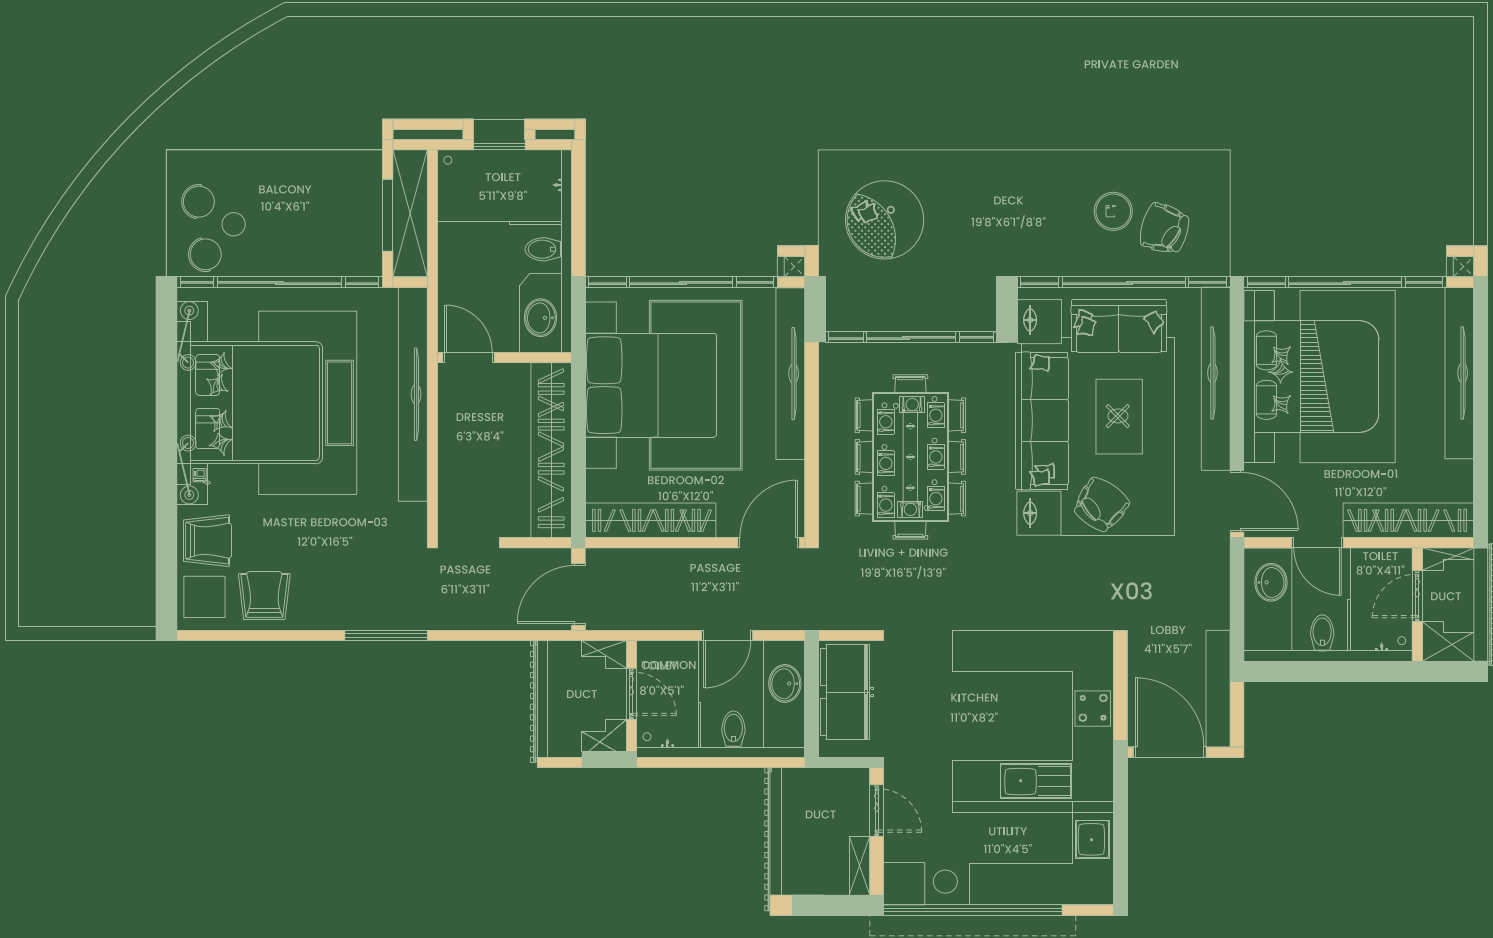 PRIVATE GARDEN
BALCONY
10'4"X6'1"
TOILET
5'11"X9'8"
DECK
19'8"X6'1"/8'8"
DRESSER
6'3"X8'4"
BEDROOM-02
10'6"X12'0"
BEDROOM-01
11'0"X12'0"
MASTER BEDROOM-03
12'0"X16'5"
LIVING + DINING
19'8"X16'5"/13'9"
PASSAGE
6'11"X3'11"
PASSAGE
11'2"X3'11"
X03
TOILET
8'0"X4'11"
DUCT
LOBBY
4'11"X5'7"
COMMON
TOILET
8'0"X5'1"
DUCT
KITCHEN
11'0"X8'2"
DUCT
UTILITY
11'0"X4'5"